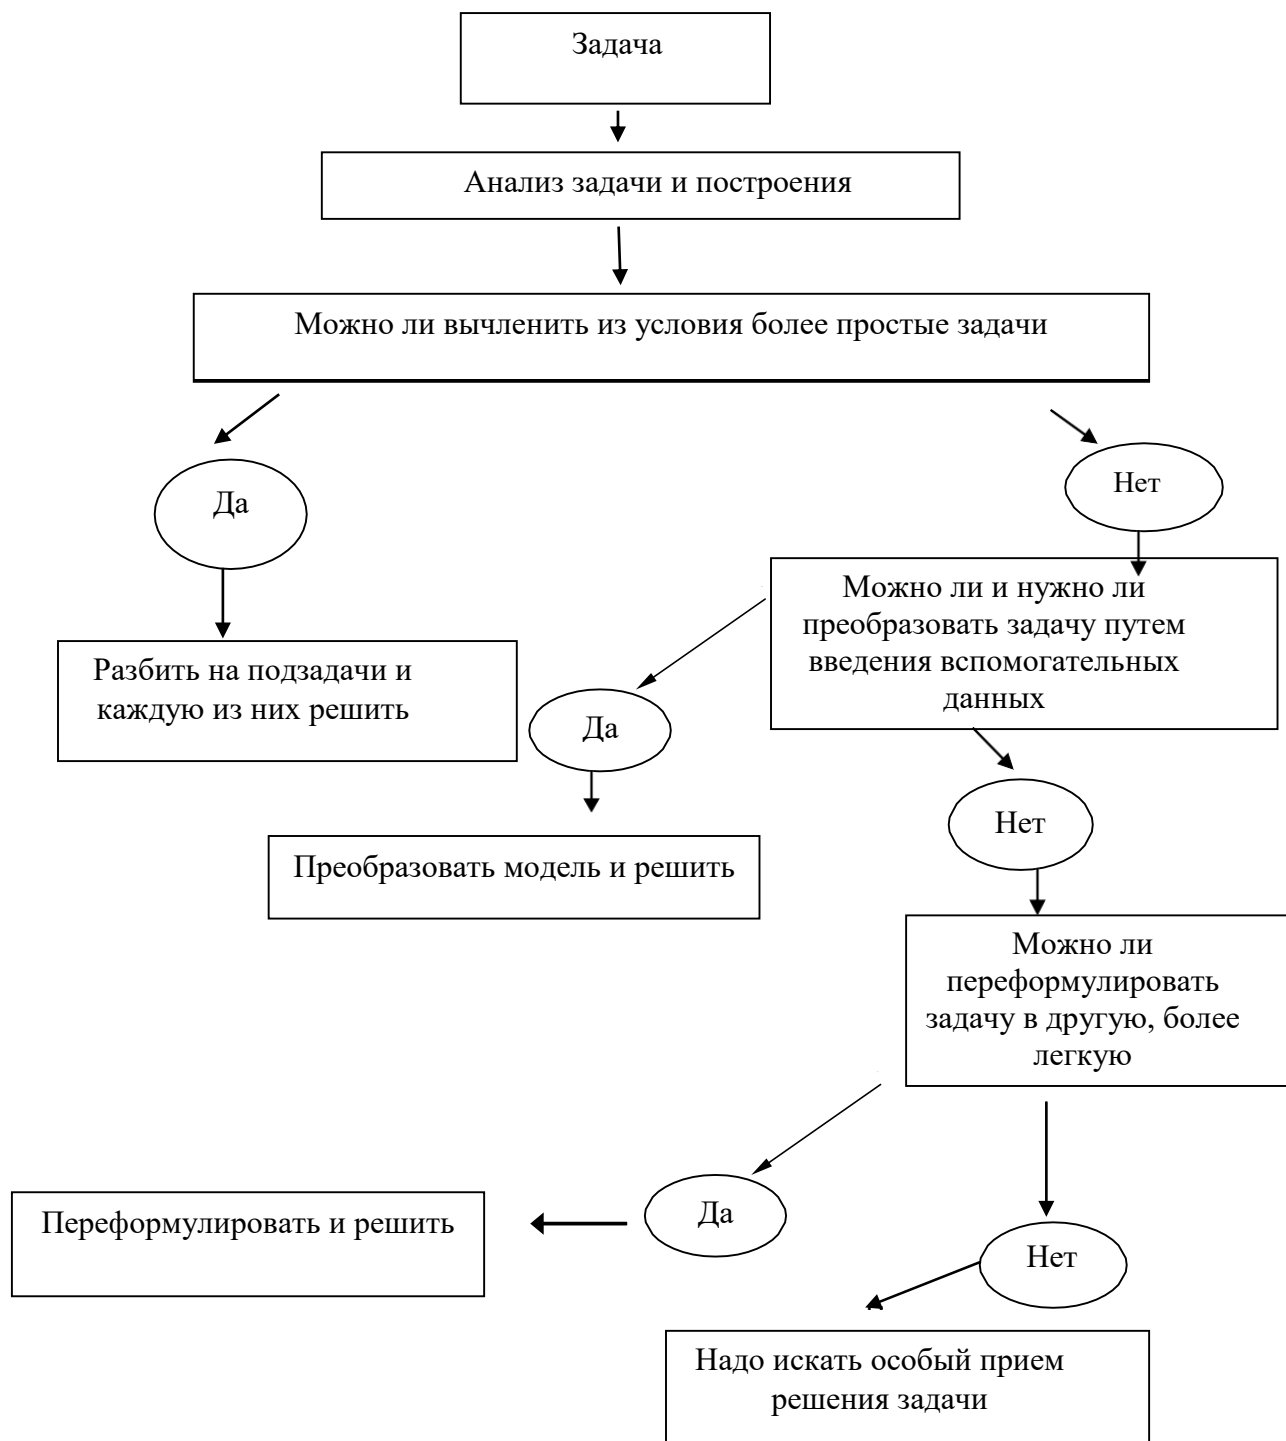 Задача
Анализ задачи и построения
Можно ли вычленить из условия более простые задачи
Да
Нет
Можно ли и нужно ли
преобразовать задачу путем
введения вспомогательных
данных
Разбить на подзадачи и
каждую из них решить
Да
Нет
Преобразовать модель и решить
Можно ли
переформулировать
задачу в другую, более
легкую
Да
Переформулировать и решить
Нет
Надо искать особый прием
решения задачи